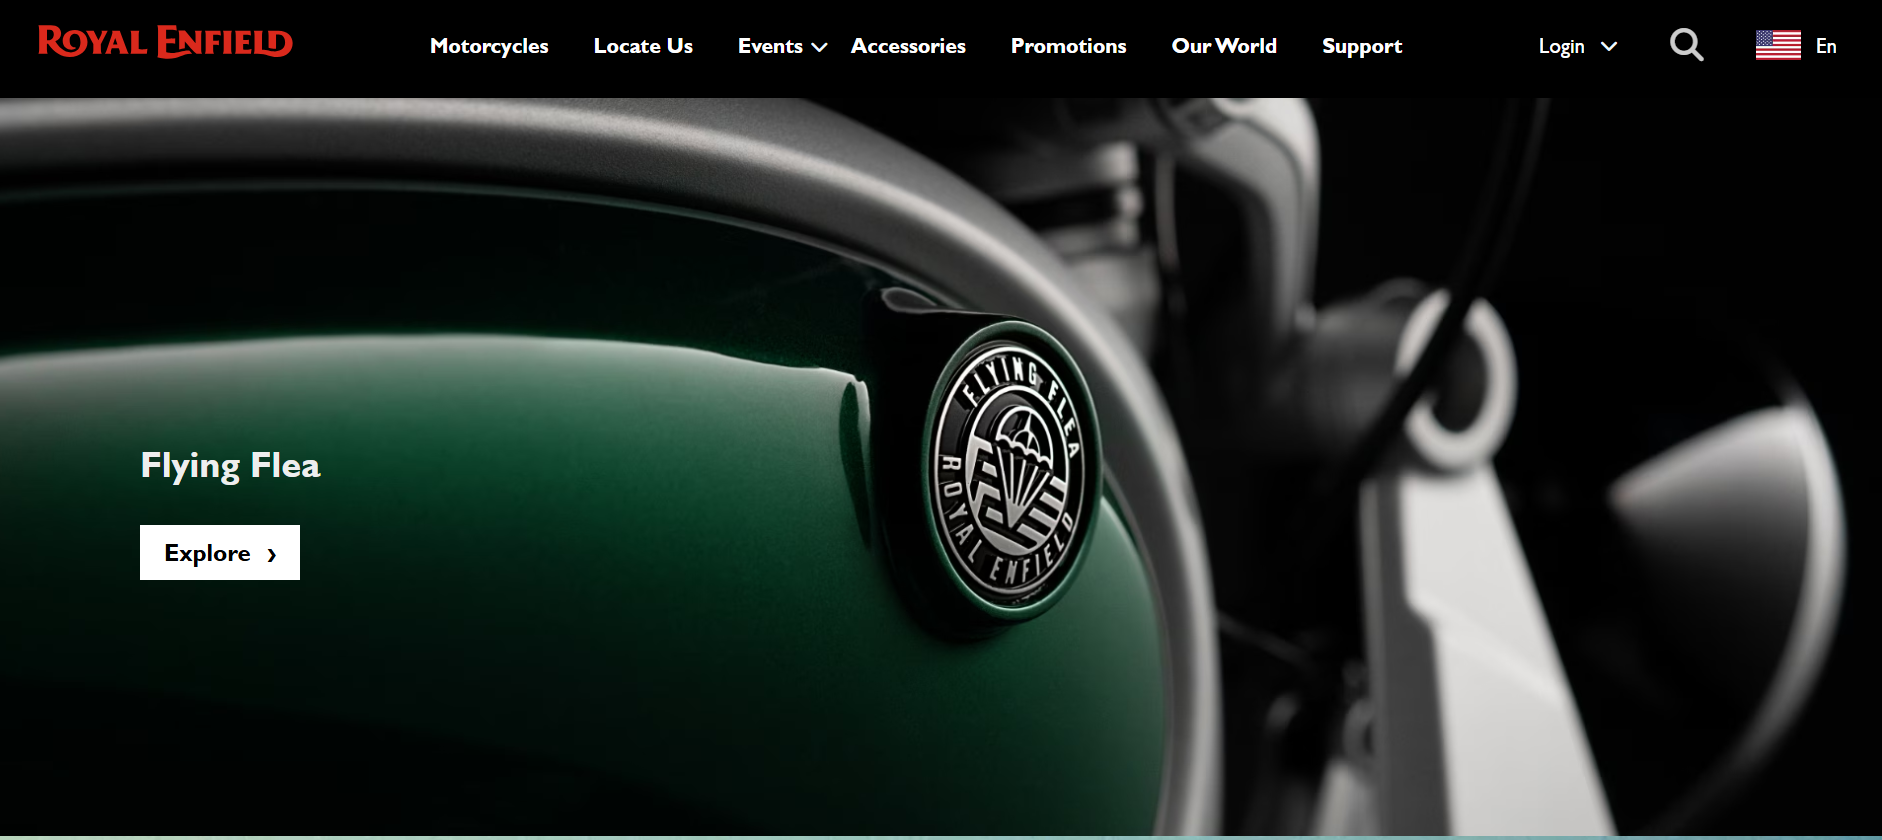 ROYAL ENFIELD
Motorcycles
Locate Us
Events
Accessories
Promotions
Our World
Support
Login
En
FLYING FLEA
ROYAL ENFIELD
Flying Flea
Explore ›